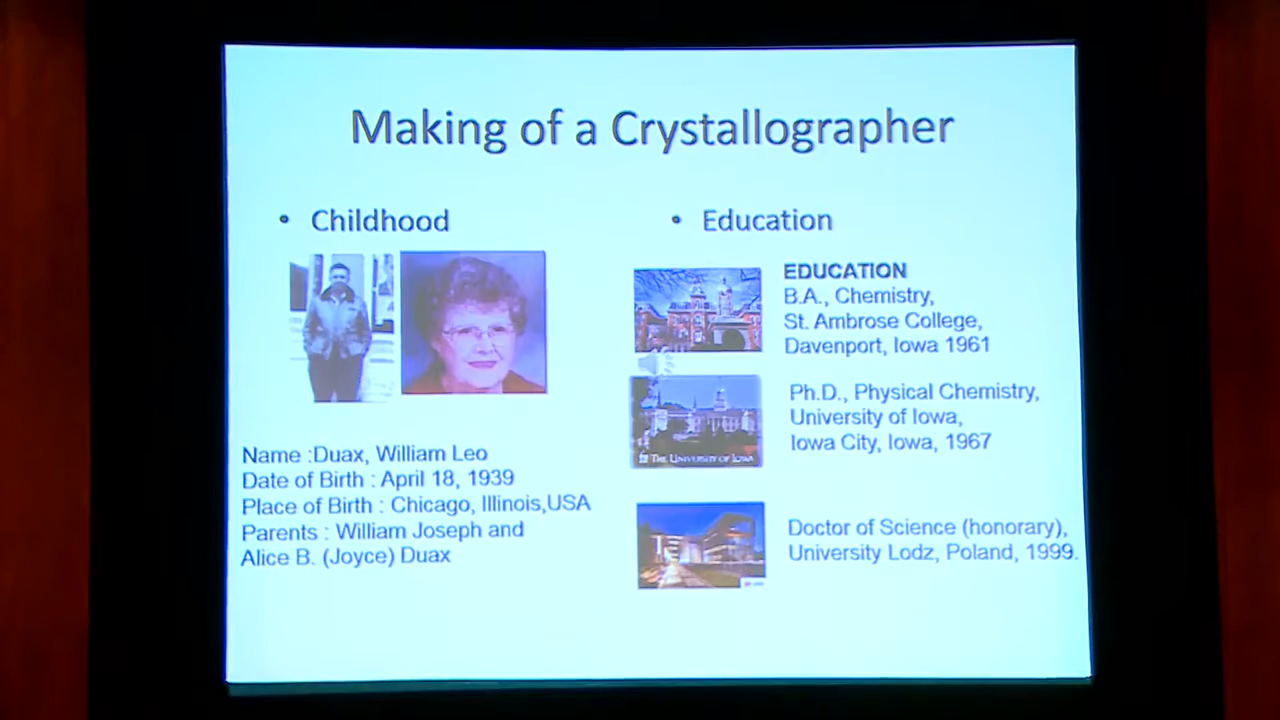 Making of a Crystallographer
• Childhood
Name :Duax, William Leo
Date of Birth : April 18, 1939
Place of Birth : Chicago, Illinois,USA
Parents : William Joseph and
Alice B. (Joyce) Duax
• Education
EDUCATION
B.A., Chemistry,
St. Ambrose College,
Davenport, Iowa 1961
THE UNIVERSITY OF IOWA
Ph.D., Physical Chemistry,
University of Iowa,
Iowa City, Iowa, 1967
Doctor of Science (honorary),
University Lodz, Poland, 1999.